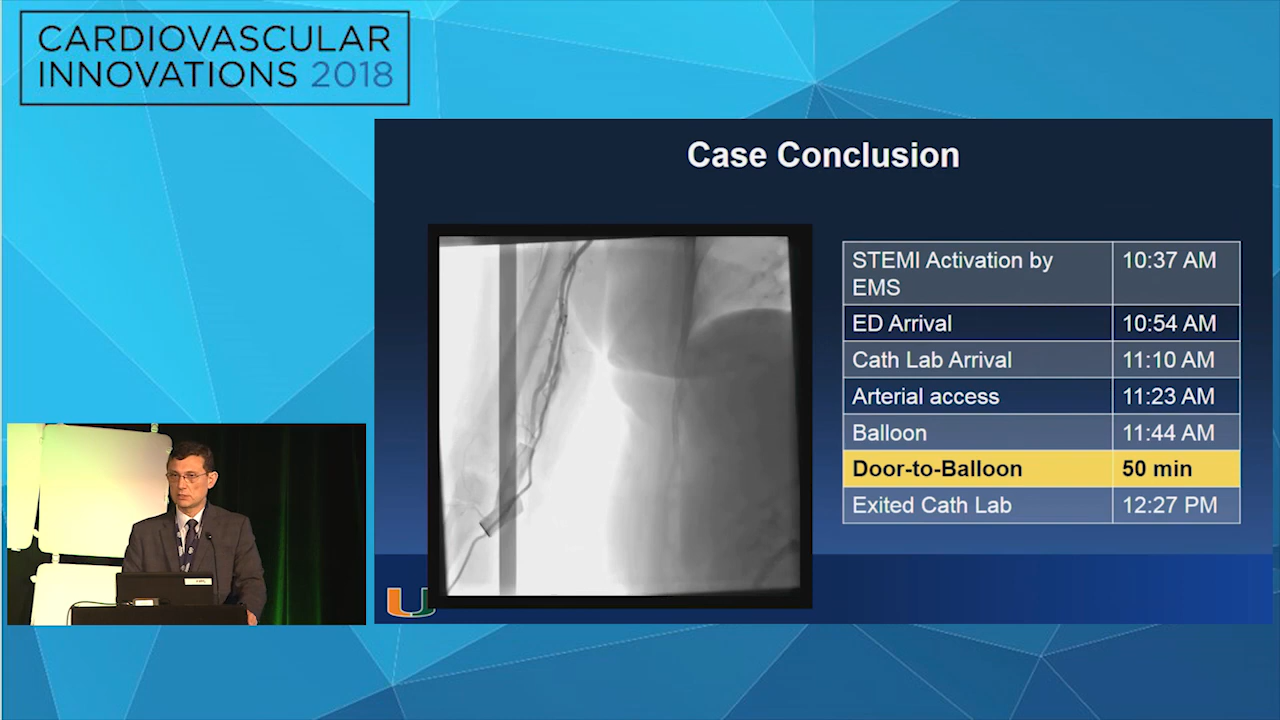 CARDIOVASCULAR
INNOVATIONS 2018
Case Conclusion
STEMI Activation by
EMS
10:37 AM
ED Arrival
10:54 AM
Cath Lab Arrival
11:10 AM
Arterial access
11:23 AM
Balloon
11:44 AM
Door-to-Balloon
50 min
Exited Cath Lab
12:27 PM